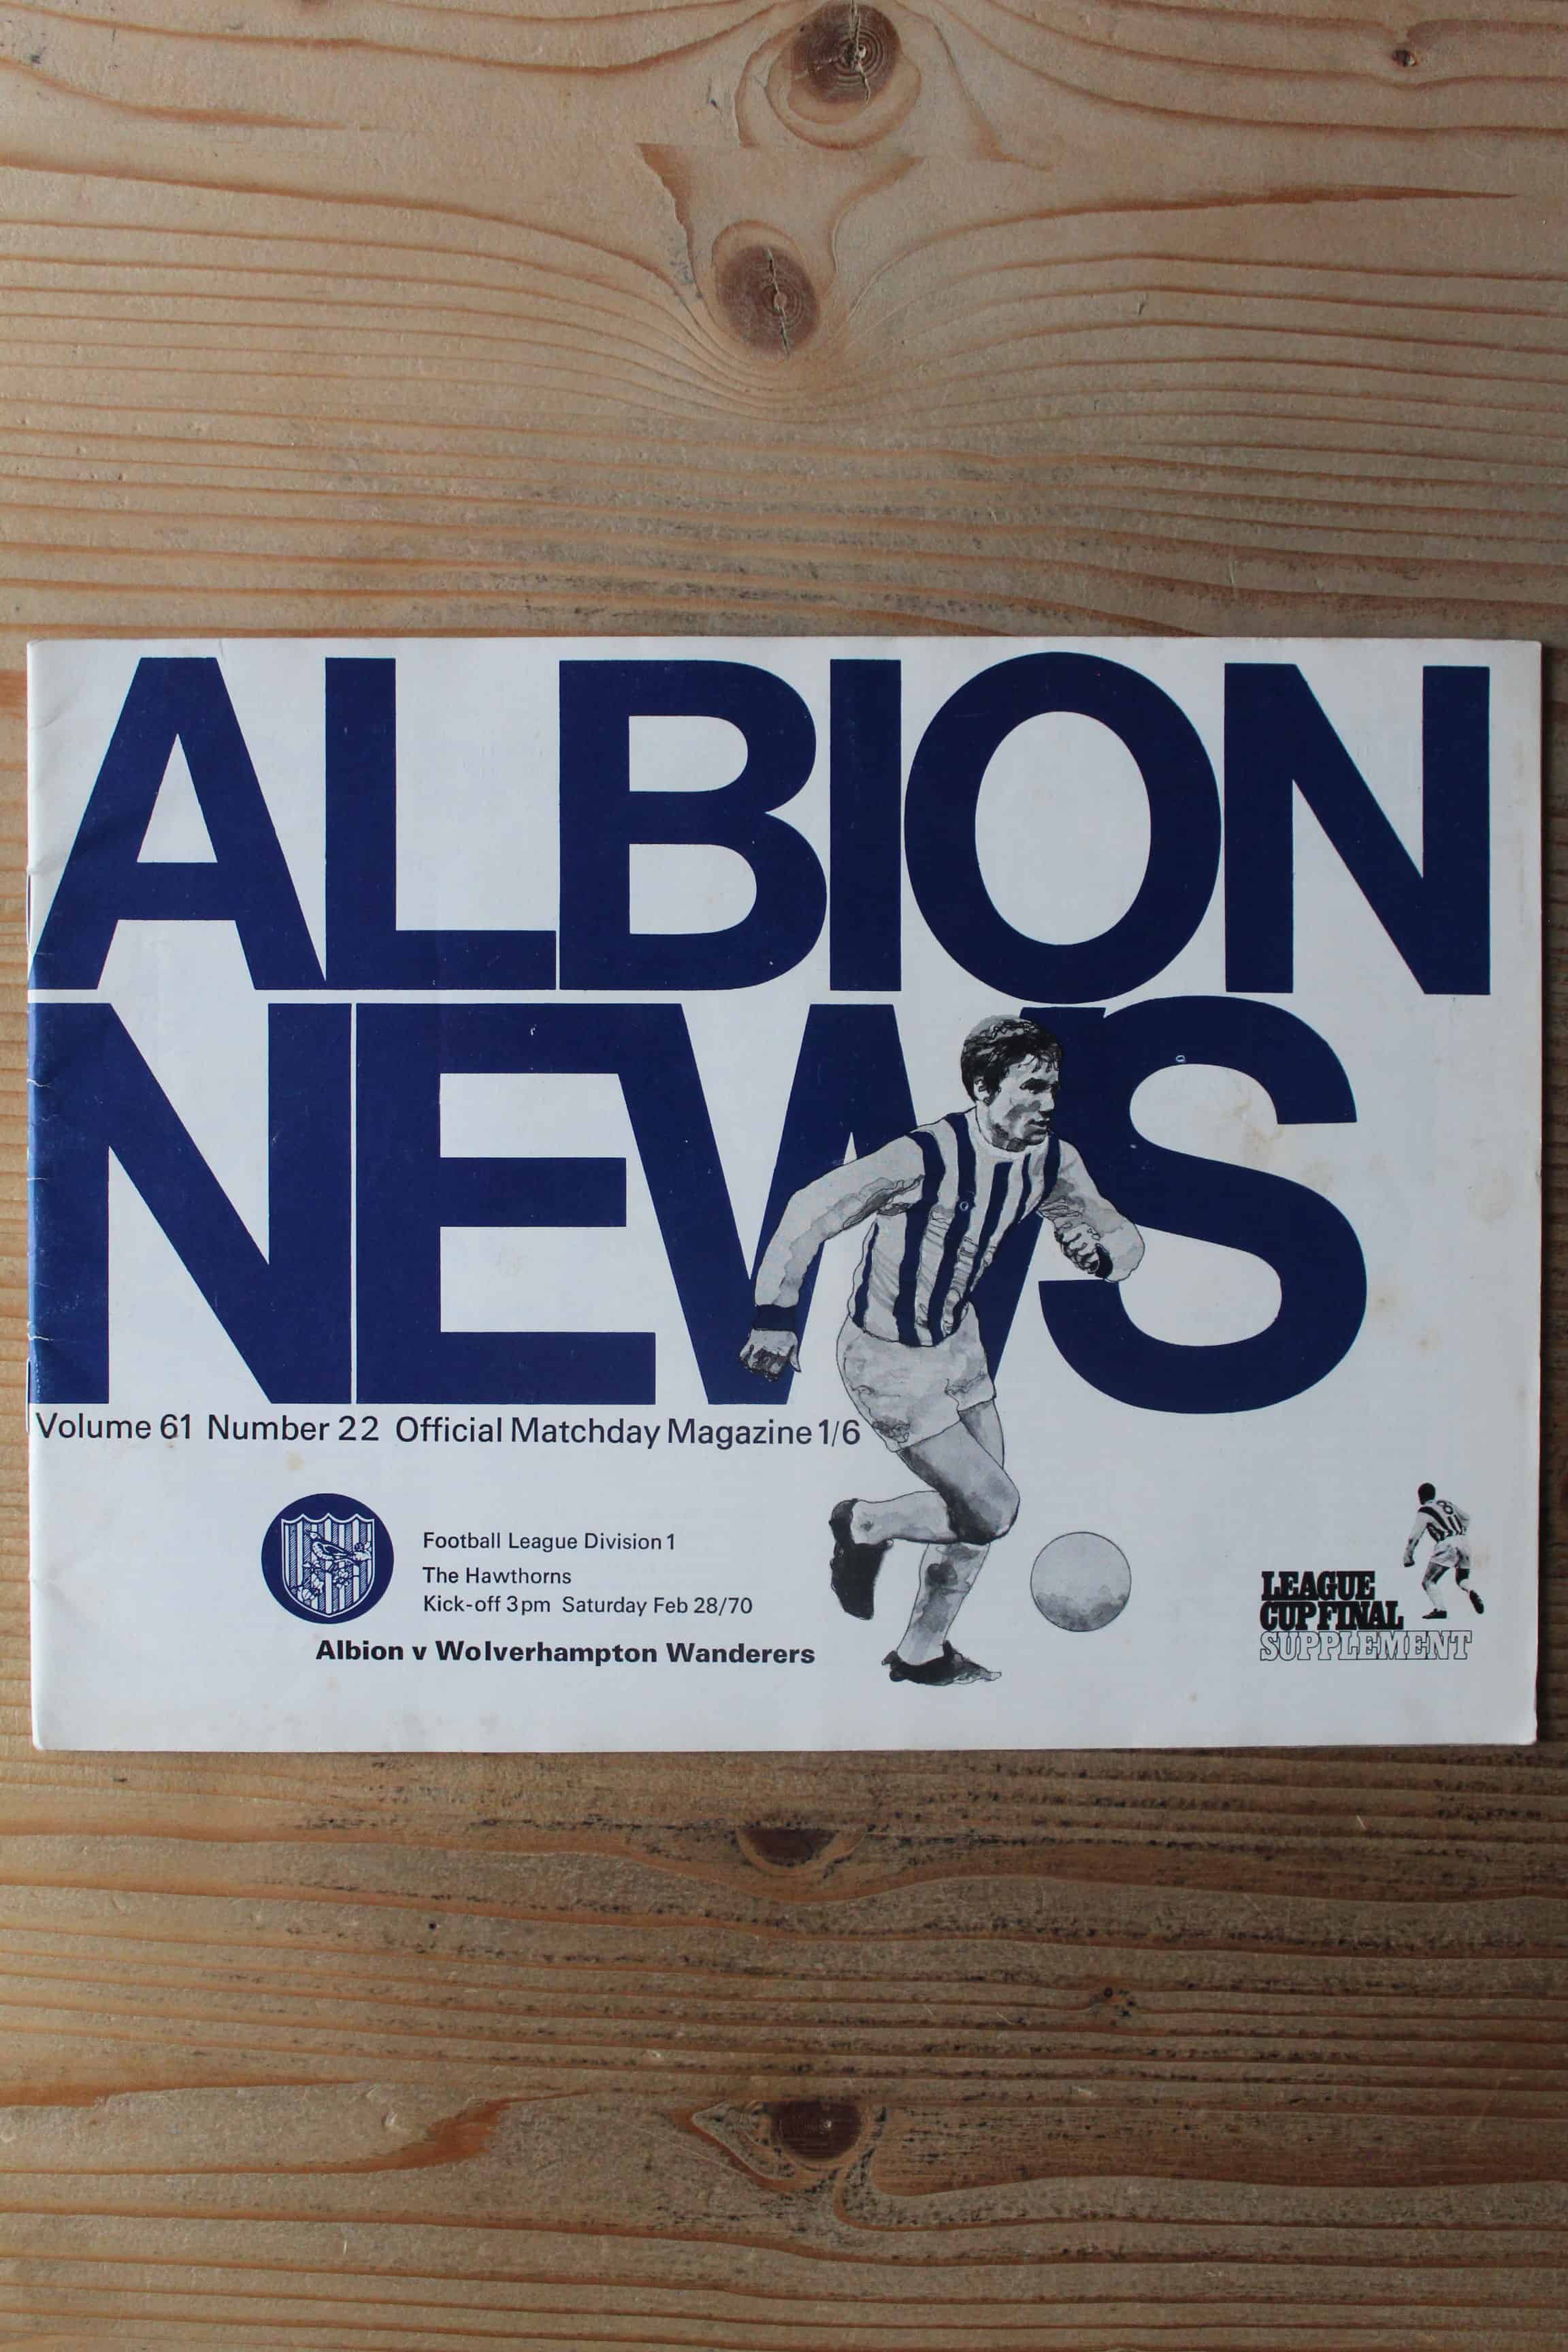 ALBION
NEWS
Volume 61 Number 22 Official Matchday Magazine 1/6
Football League Division 1
The Hawthorns
Kick-off 3pm Saturday Feb 28/70
Albion v Wolverhampton Wanderers
LEAGUE
CUP FINAL
SUPPLEMENT
8